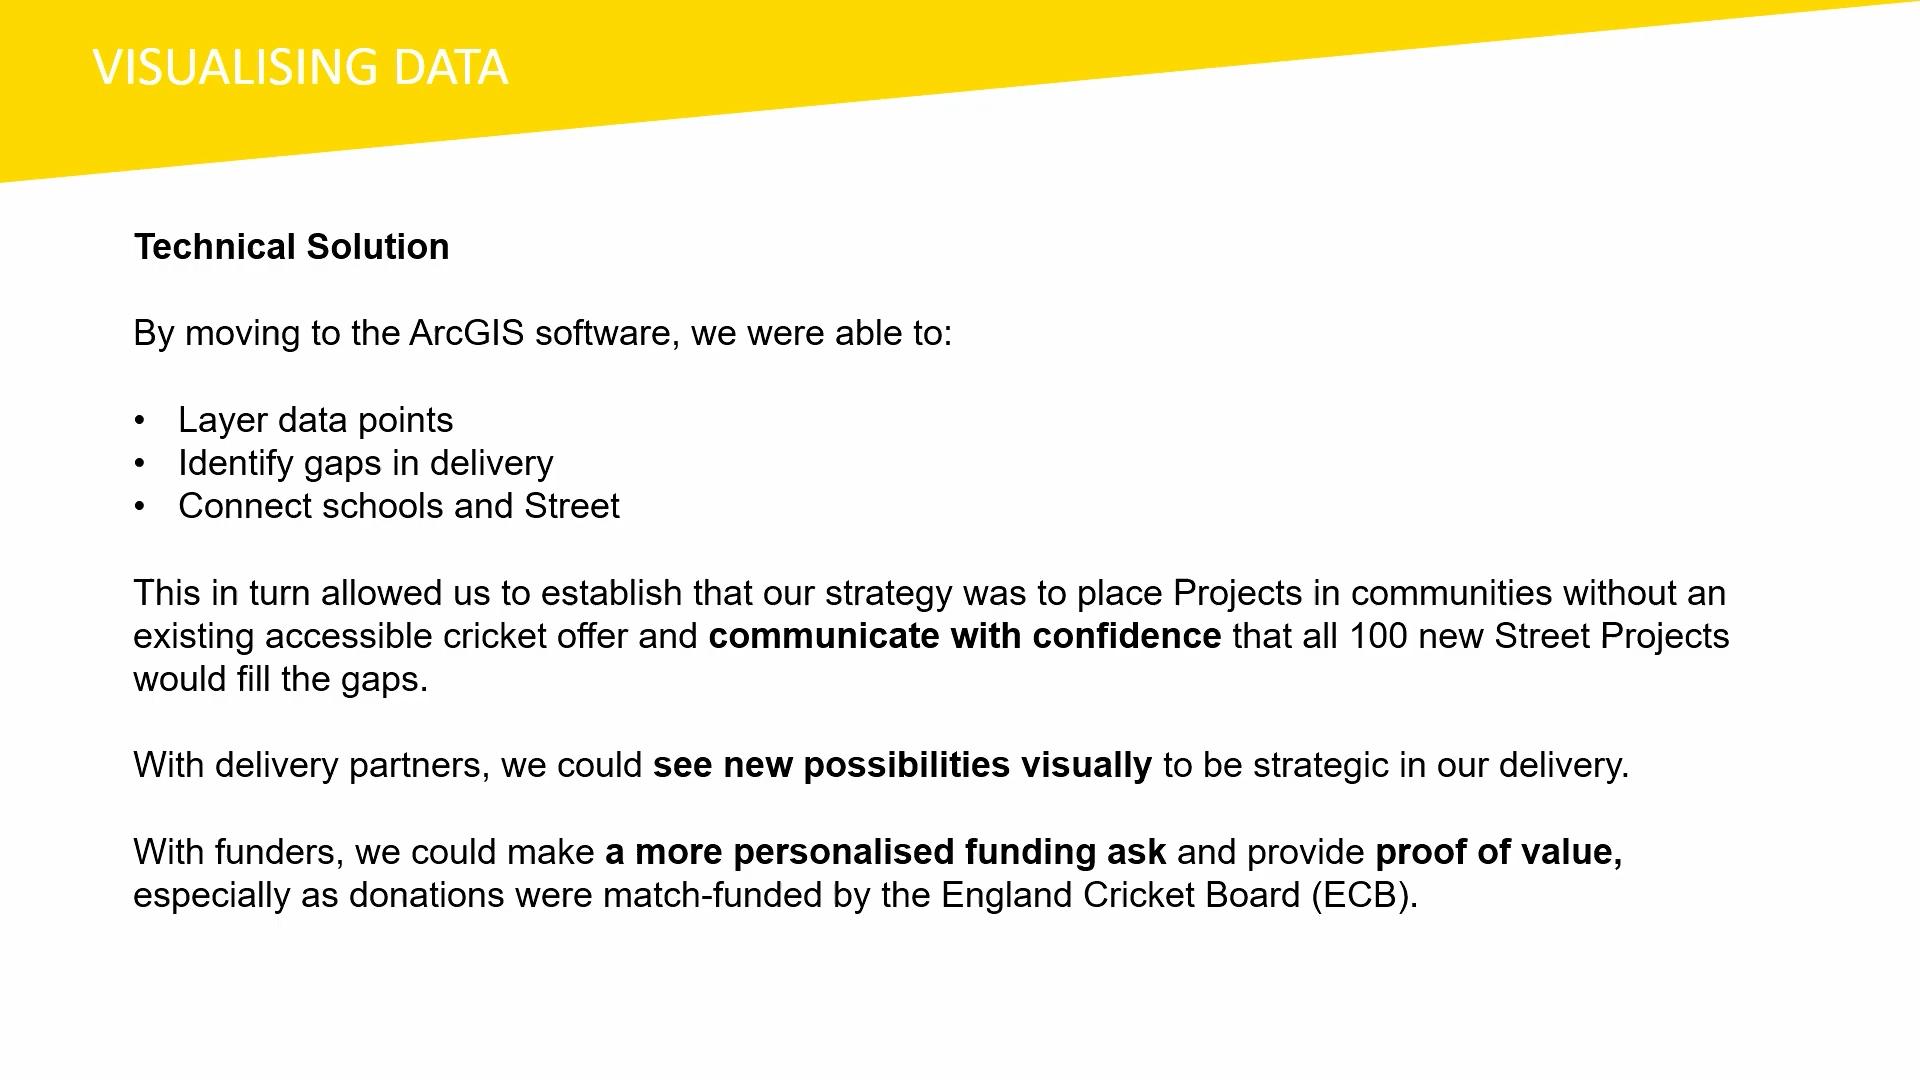 VISUALISING DATA
Technical Solution
By moving to the ArcGIS software, we were able to:
• Layer data points
• Identify gaps in delivery
• Connect schools and Street
This in turn allowed us to establish that our strategy was to place Projects in communities without an
existing accessible cricket offer and communicate with confidence that all 100 new Street Projects
would fill the gaps.
With delivery partners, we could see new possibilities visually to be strategic in our delivery.
With funders, we could make a more personalised funding ask and provide proof of value,
especially as donations were match-funded by the England Cricket Board (ECB).